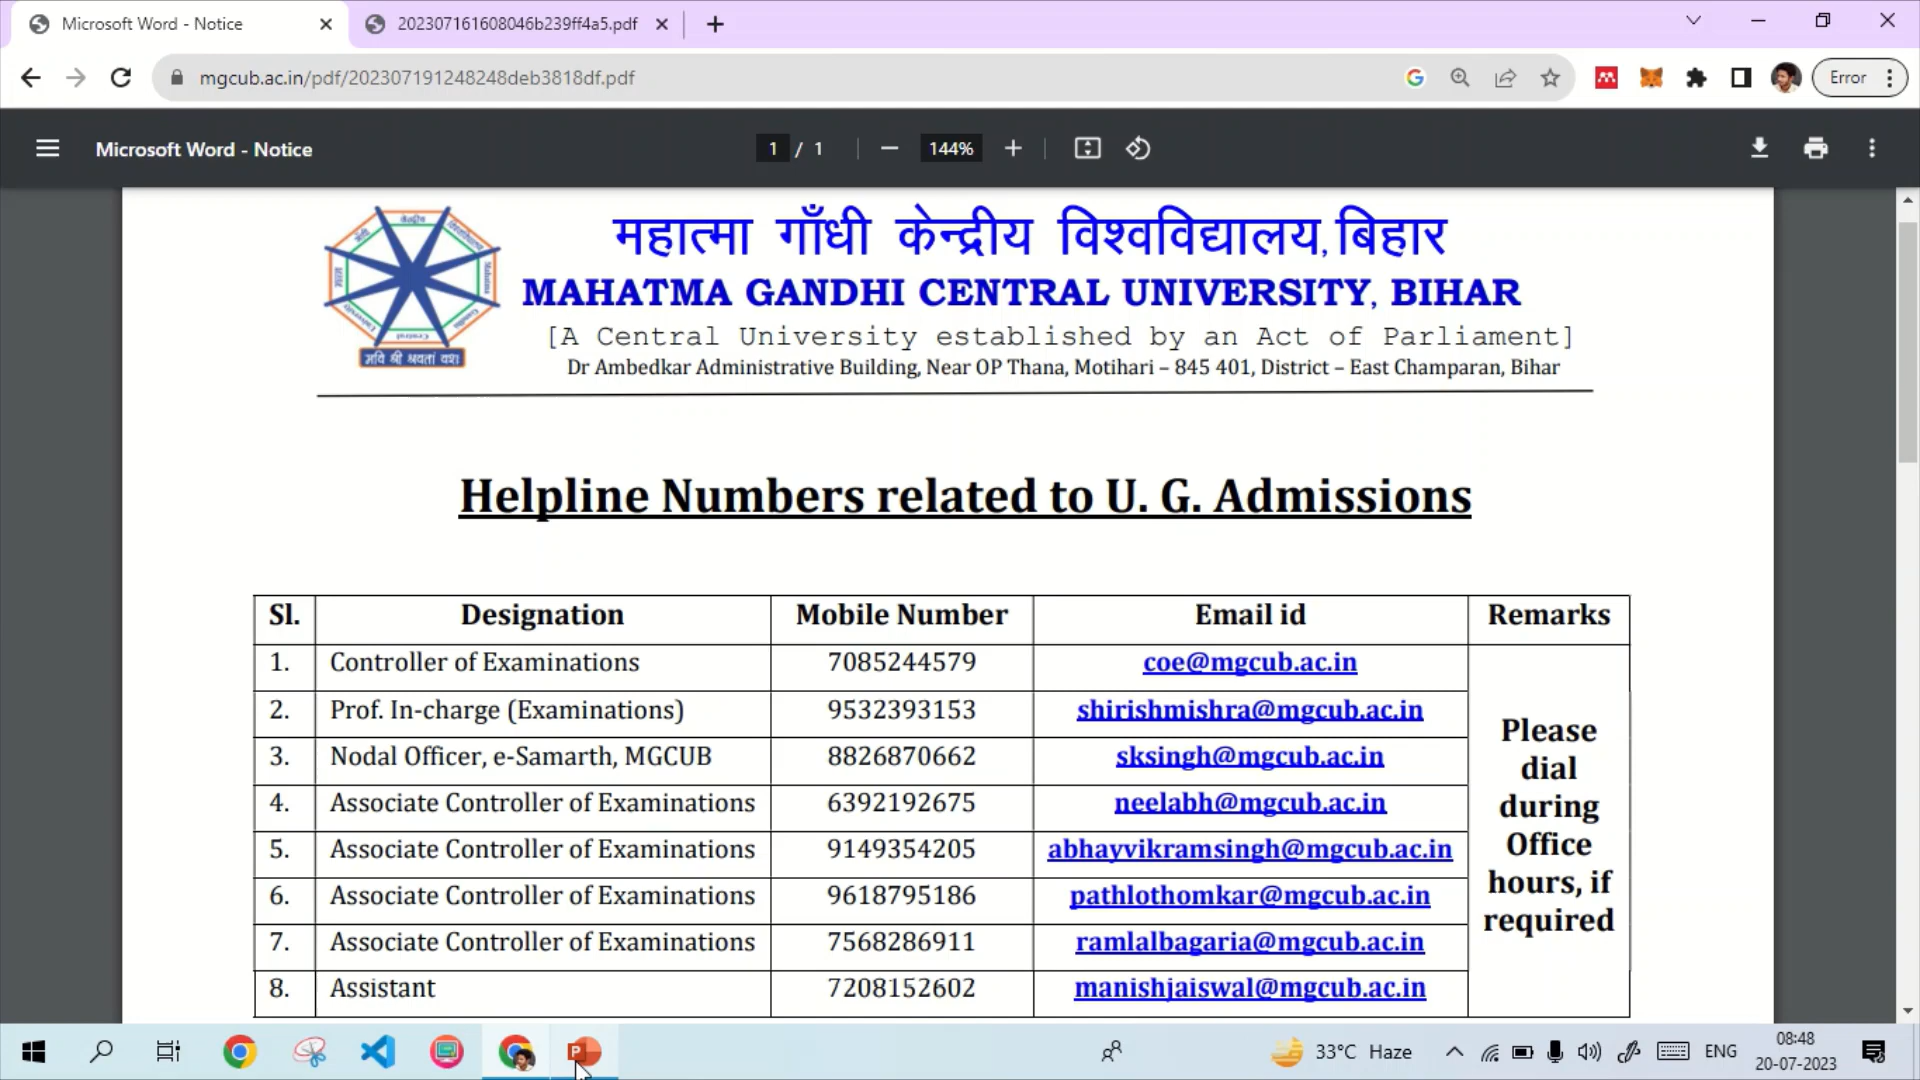 Microsoft Word - Notice
202307161608046b239ff4a5.pdf
mgcub.ac.in/pdf/202307191248248deb3818df.pdf
Error
Microsoft Word - Notice
1 / 1
144%
महात्मा गाँधी केन्द्रीय विश्वविद्यालय, बिहार
MAHATMA GANDHI CENTRAL UNIVERSITY, BIHAR
[A Central University established by an Act of Parliament]
Dr Ambedkar Administrative Building, Near OP Thana, Motihari – 845 401, District – East Champaran, Bihar
Helpline Numbers related to U. G. Admissions
Sl. Designation Mobile Number Email id Remarks
1. Controller of Examinations 7085244579 coe@mgcub.ac.in
2. Prof. In-charge (Examinations) 9532393153 shirishmishra@mgcub.ac.in
3. Nodal Officer, e-Samarth, MGCUB 8826870662 sksingh@mgcub.ac.in
4. Associate Controller of Examinations 6392192675 neelabh@mgcub.ac.in
5. Associate Controller of Examinations 9149354205 abhayvikramsingh@mgcub.ac.in
6. Associate Controller of Examinations 9618795186 pathlothomkar@mgcub.ac.in
7. Associate Controller of Examinations 7568286911 ramlalbagaria@mgcub.ac.in
8. Assistant 7208152602 manishjaiswal@mgcub.ac.in
Please
dial
during
Office
hours, if
required
33°C Haze
ENG
08:48
20-07-2023